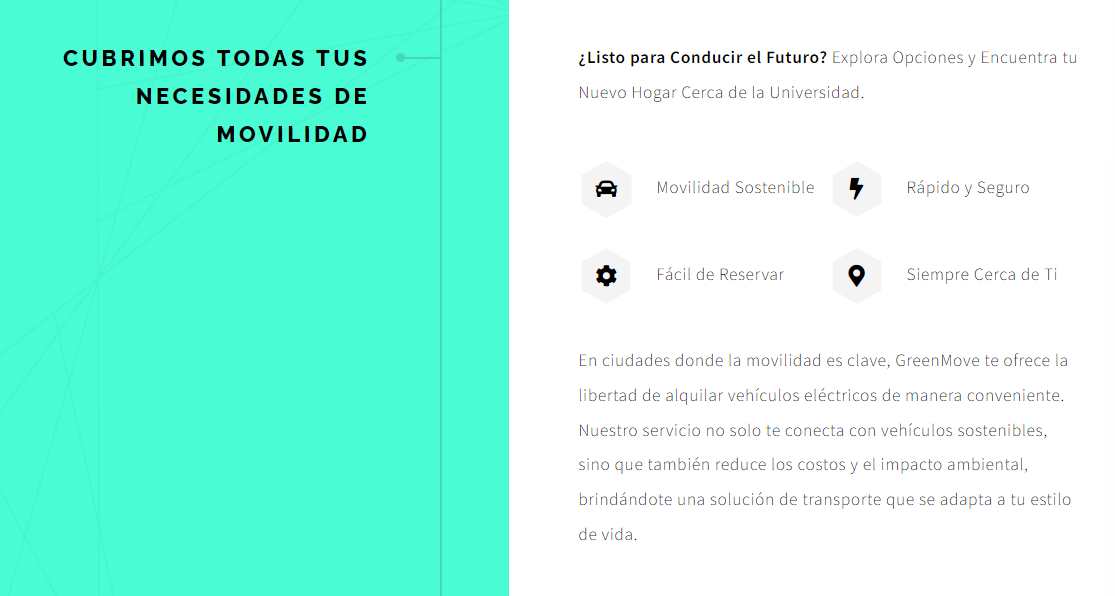 CUBRIMOS TODAS TUS
NECESIDADES DE
MOVILIDAD
¿Listo para Conducir el Futuro? Explora Opciones y Encuentra tu
Nuevo Hogar Cerca de la Universidad.
Movilidad Sostenible
Rápido y Seguro
Fácil de Reservar
Siempre Cerca de Ti
En ciudades donde la movilidad es clave, GreenMove te ofrece la
libertad de alquilar vehículos eléctricos de manera conveniente.
Nuestro servicio no solo te conecta con vehículos sostenibles,
sino que también reduce los costos y el impacto ambiental,
brindándote una solución de transporte que se adapta a tu estilo
de vida.